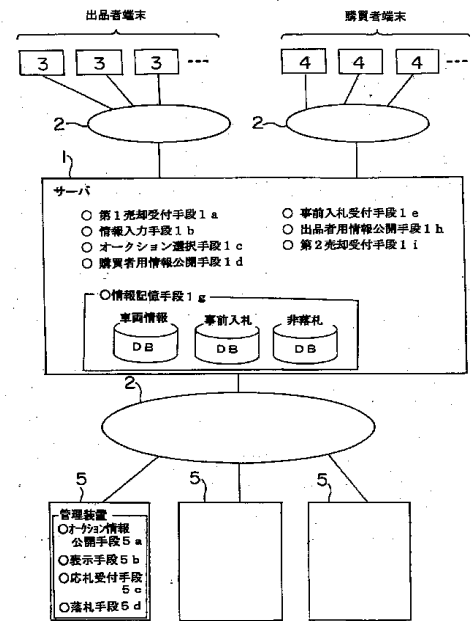 出品者端末
購買者端末
3 3 3 ---
4 4 4 ---
2
2
1
サーバ
○ 第1売却受付手段1a
○ 情報入力手段1b
○ オークション選択手段1c
○ 購買者用情報公開手段1d
○ 事前入札受付手段1e
○ 出品者用情報公開手段1h
○ 第2売却受付手段1i
○情報記憶手段1g
車両情報 事前入札 非落札
DB DB DB
2
5 5 5
管理装置
○オークション情報
公開手段5a
○表示手段5b
○応札受付手段
5c
○落札手段5d